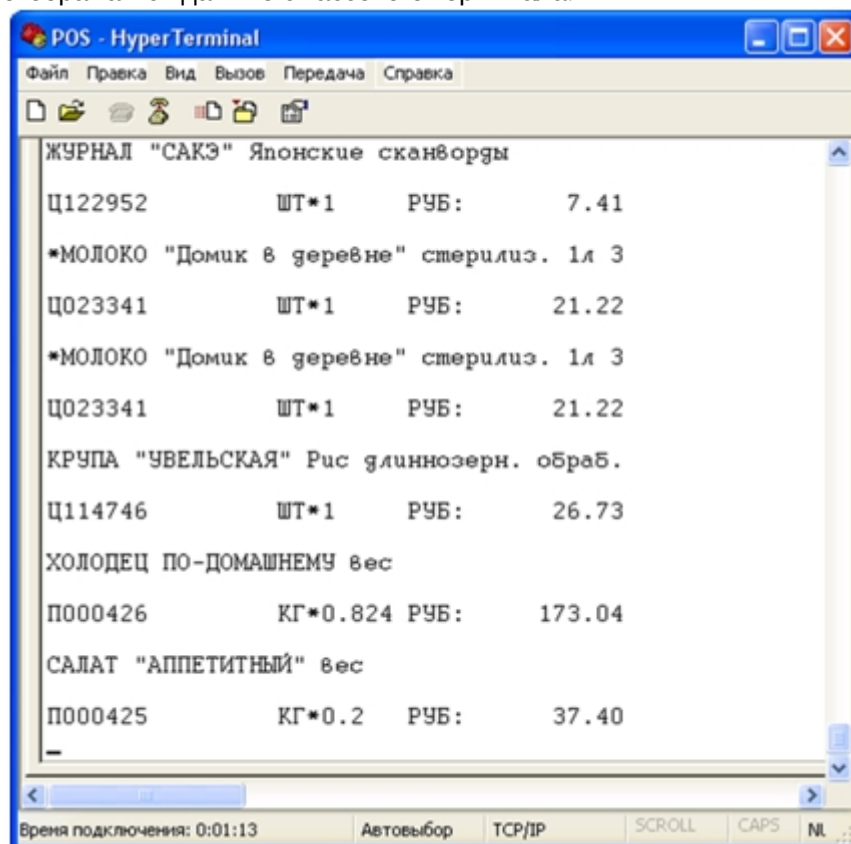 POS - HyperTerminal
Файл Правка Вид Вызов Передача Справка
ЖУРНАЛ "САКЭ" Японские сканворды
Ц122952 ШТ*1 РУБ: 7.41
*МОЛОКО "Домик в деревне" стерилиз. 1л 3
Ц023341 ШТ*1 РУБ: 21.22
*МОЛОКО "Домик в деревне" стерилиз. 1л 3
Ц023341 ШТ*1 РУБ: 21.22
КРУПА "УВЕЛЬСКАЯ" Рис длиннозерн. обраб.
Ц114746 ШТ*1 РУБ: 26.73
ХОЛОДЕЦ ПО-ДОМАШНЕМУ вес
П000426 КГ*0.824 РУБ: 173.04
САЛАТ "АППЕТИТНЫЙ" вес
П000425 КГ*0.2 РУБ: 37.40
Время подключения: 0:01:13 Автовыбор TCP/IP SCROLL CAPS